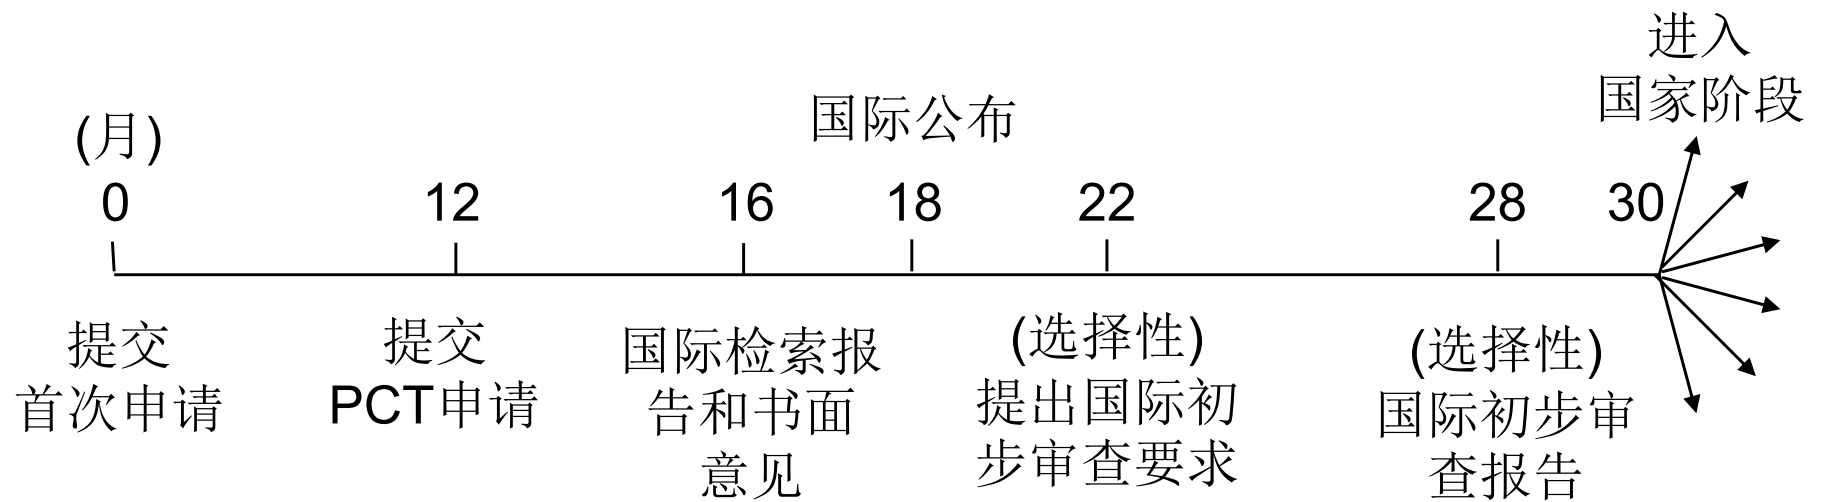 进入
国家阶段
国际公布
(月)
0
12
16
18
22
28
30
提交
首次申请
提交
PCT申请
国际检索报
告和书面
意见
(选择性)
提出国际初
步审查要求
(选择性)
国际初步审
查报告